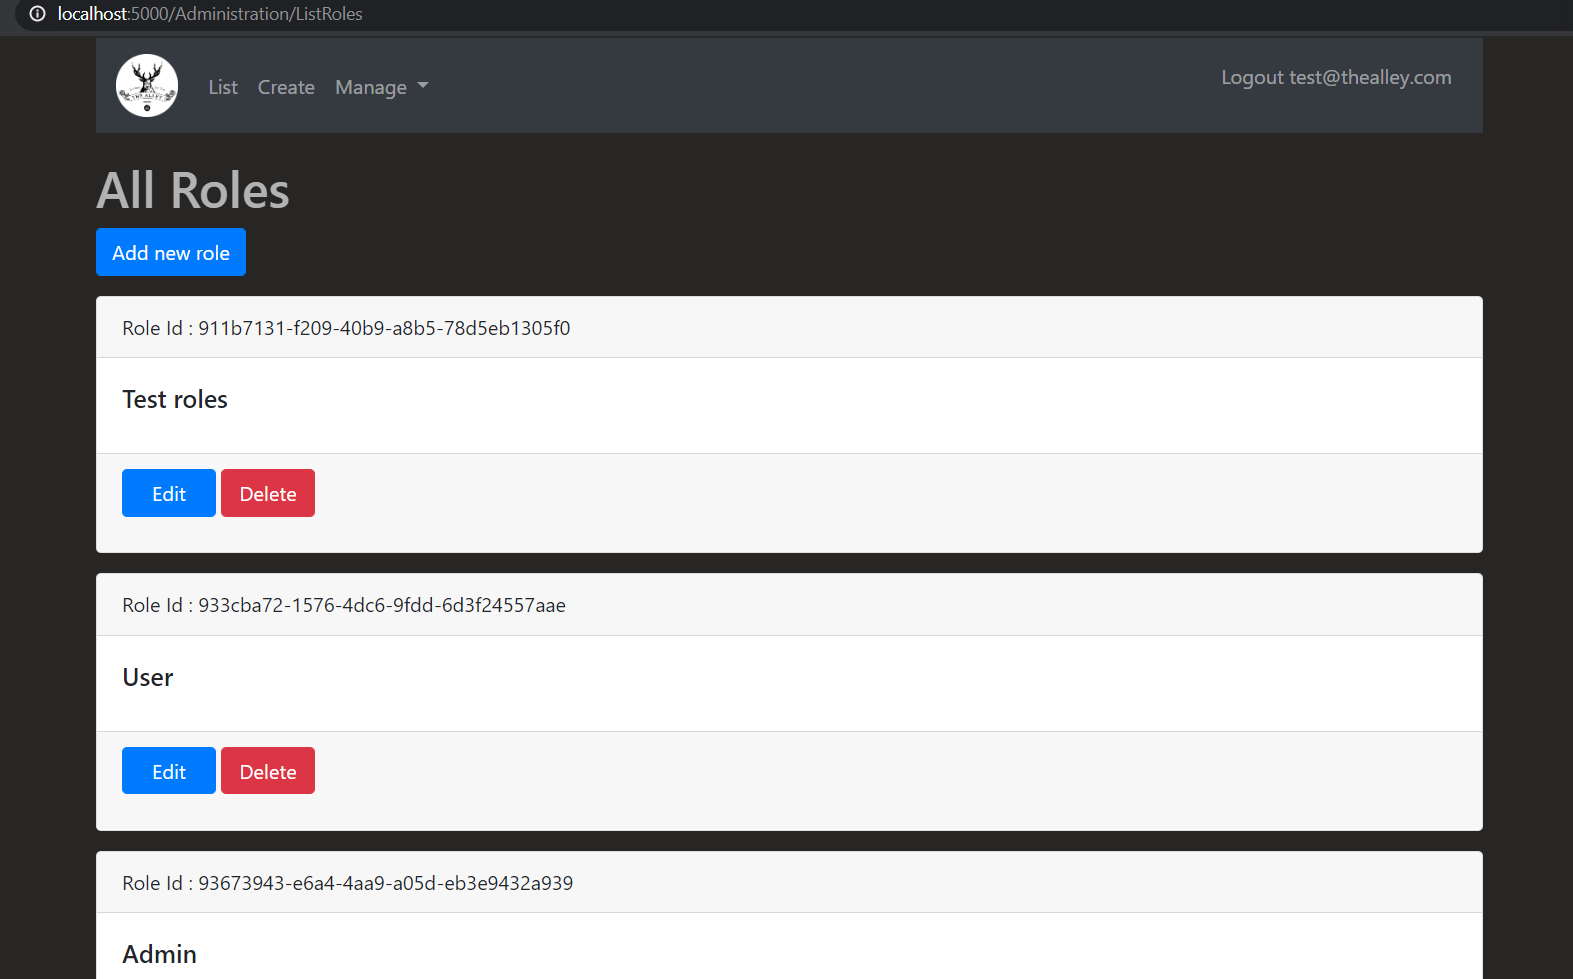 localhost:5000/Administration/ListRoles
THE ALLEY
List Create Manage
Logout test@thealley.com
All Roles
Add new role
Role Id : 911b7131-f209-40b9-a8b5-78d5eb1305f0
Test roles
Edit Delete
Role Id : 933cba72-1576-4dc6-9fdd-6d3f24557aae
User
Edit Delete
Role Id : 93673943-e6a4-4aa9-a05d-eb3e9432a939
Admin